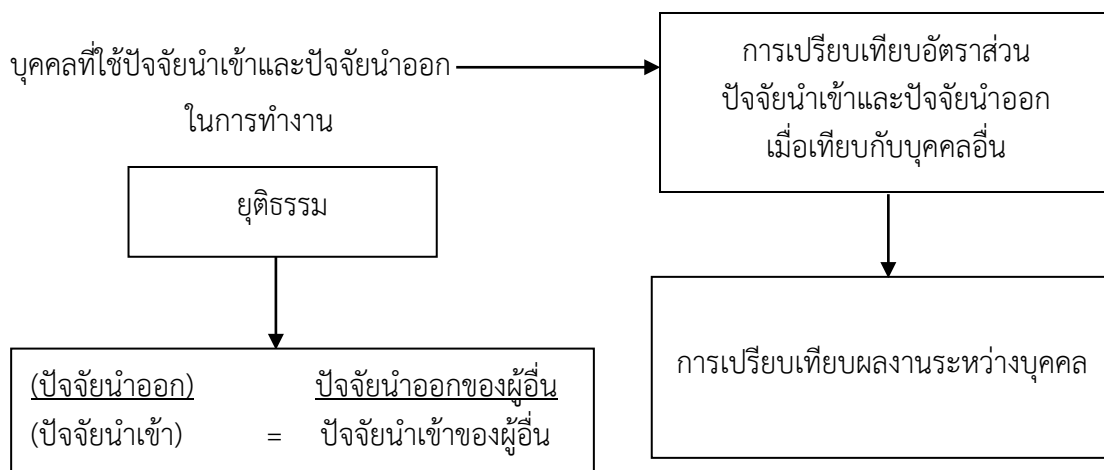 บุคคลที่ใช้ปัจจัยนำเข้าและปัจจัยนำออก
ในการทำงาน
การเปรียบเทียบอัตราส่วน
ปัจจัยนำเข้าและปัจจัยนำออก
เมื่อเทียบกับบุคคลอื่น
ยุติธรรม
(ปัจจัยนำออก) ปัจจัยนำออกของผู้อื่น
(ปัจจัยนำเข้า) = ปัจจัยนำเข้าของผู้อื่น
การเปรียบเทียบผลงานระหว่างบุคคล